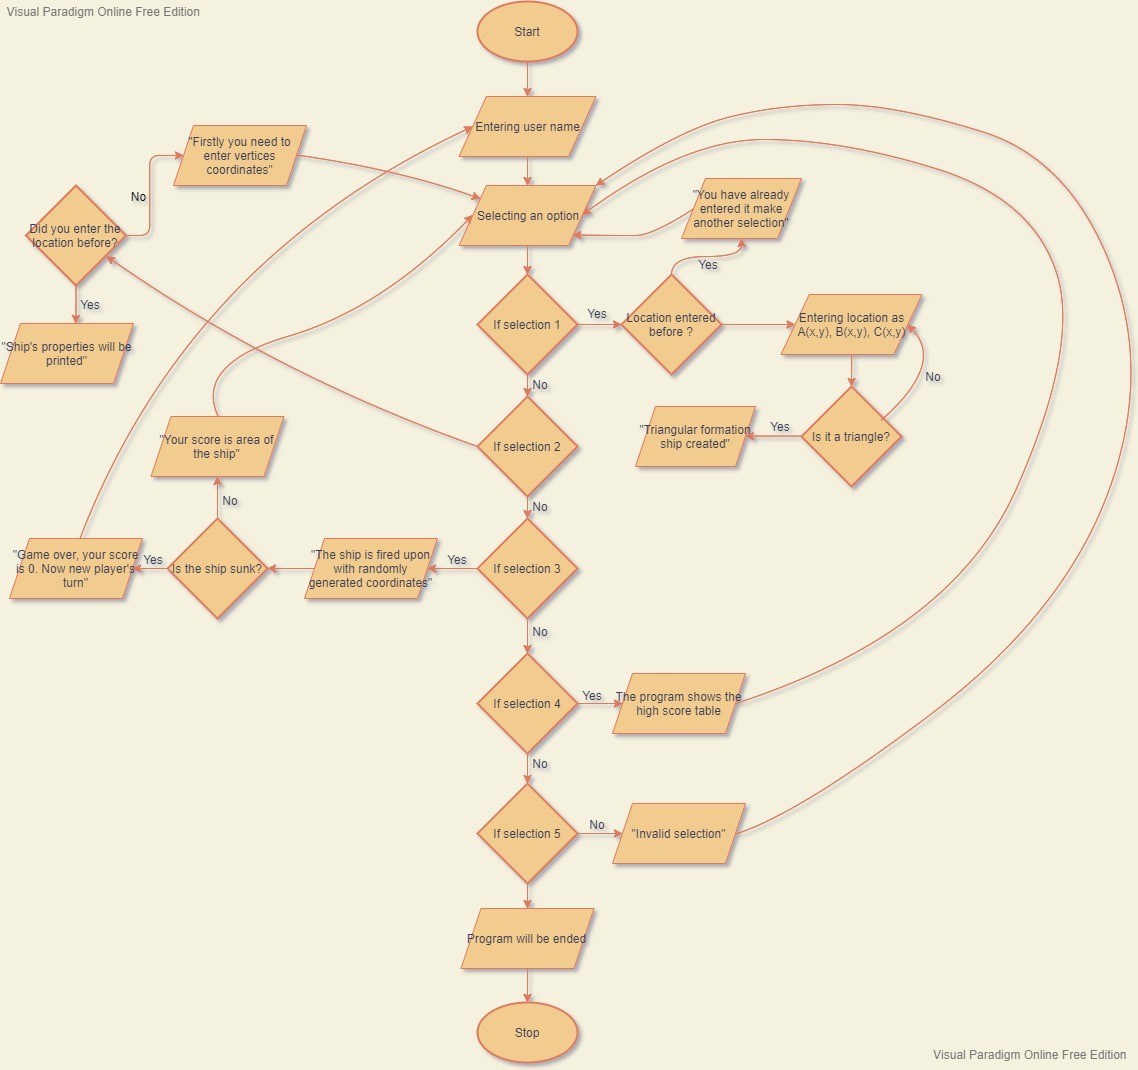 Visual Paradigm Online Free Edition
Start
Entering user name
"Firstly you need to
enter vertices
coordinates"
No
Did you enter the
location before?
Selecting an option
"You have already
entered it make
another selection"
Yes
Yes
"Ship's properties will be
printed"
If selection 1
Yes
Location entered
before ?
Entering location as
A(x,y), B(x,y), C(x,y)
No
No
"Your score is area of
the ship"
If selection 2
"Triangular formation
ship created"
Yes
Is it a triangle?
No
No
"Game over, your score
is 0. Now new player's
turn"
Yes
Is the ship sunk?
"The ship is fired upon
with randomly
generated coordinates"
Yes
If selection 3
No
If selection 4
Yes
The program shows the
high score table
No
If selection 5
No
"Invalid selection"
Program will be ended
Stop
Visual Paradigm Online Free Edition